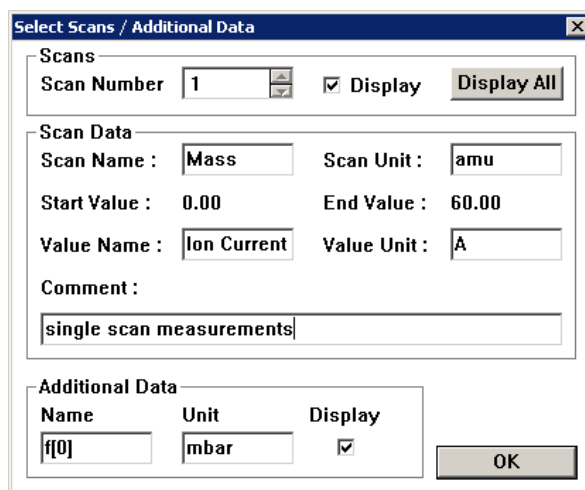 Select Scans / Additional Data
Scans
Scan Number 1 Display Display All
Scan Data
Scan Name : Mass Scan Unit : amu
Start Value : 0.00 End Value : 60.00
Value Name : Ion Current Value Unit : A
Comment :
single scan measurements
Additional Data
Name Unit Display
f[0] mbar
OK